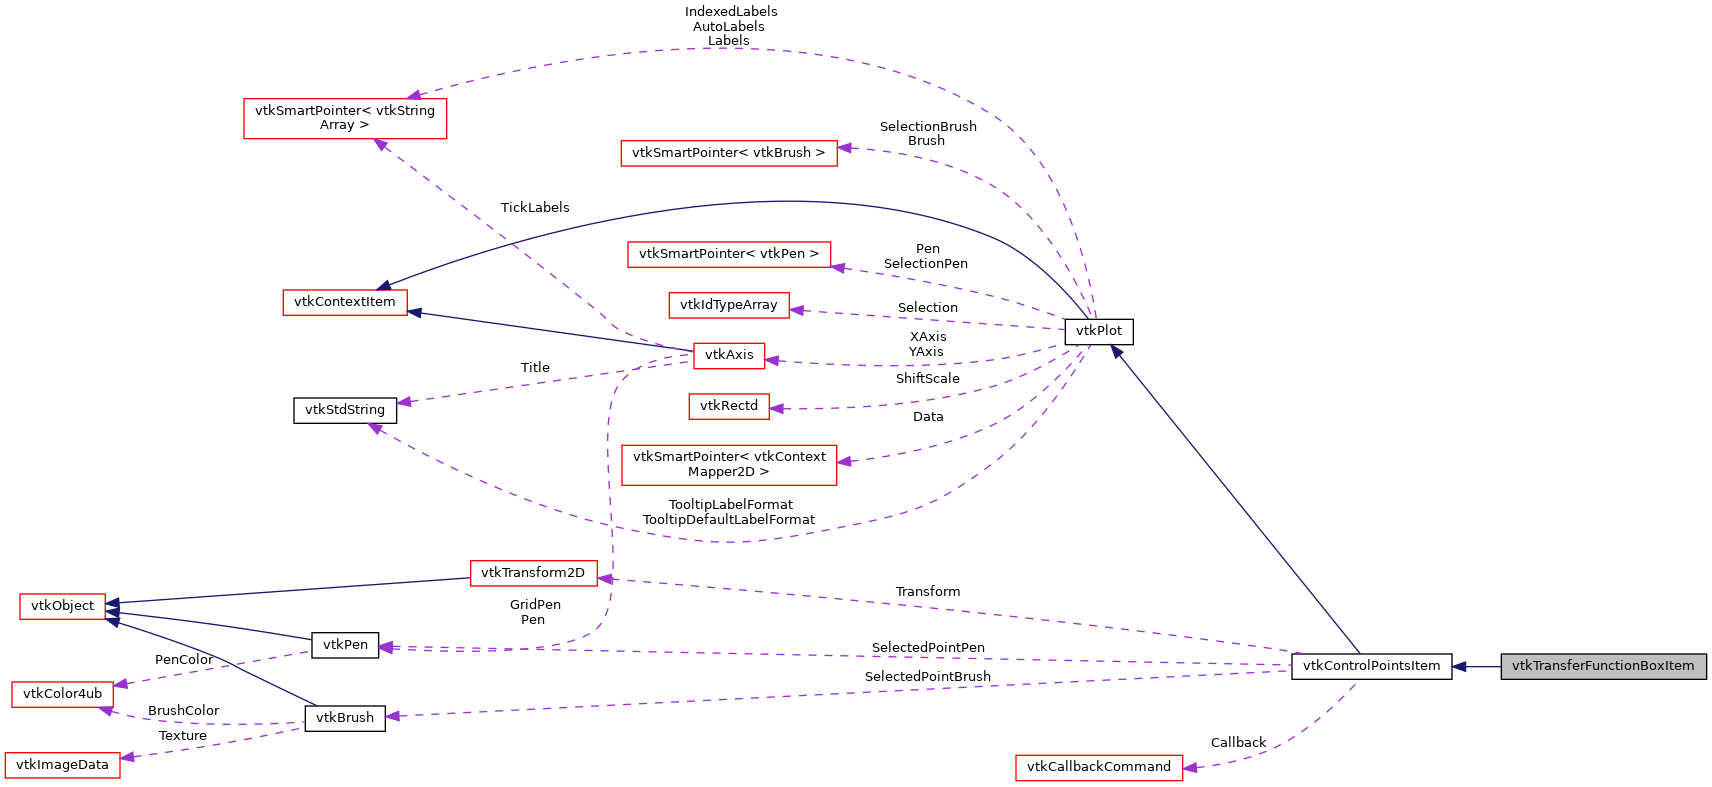 IndexedLabels
AutoLabels
Labels
vtkSmartPointer< vtkString
Array >
SelectionBrush
Brush
vtkSmartPointer< vtkBrush >
TickLabels
Pen
SelectionPen
vtkSmartPointer< vtkPen >
vtkContextItem
vtkIdTypeArray
Selection
vtkPlot
XAxis
YAxis
vtkAxis
Title
ShiftScale
vtkStdString
vtkRectd
Data
vtkSmartPointer< vtkContext
Mapper2D >
TooltipLabelFormat
TooltipDefaultLabelFormat
vtkTransform2D
Transform
vtkObject
GridPen
Pen
vtkPen
SelectedPointPen
PenColor
vtkControlPointsItem
vtkTransferFunctionBoxItem
SelectedPointBrush
vtkColor4ub
BrushColor
vtkBrush
Texture
Callback
vtkImageData
vtkCallbackCommand